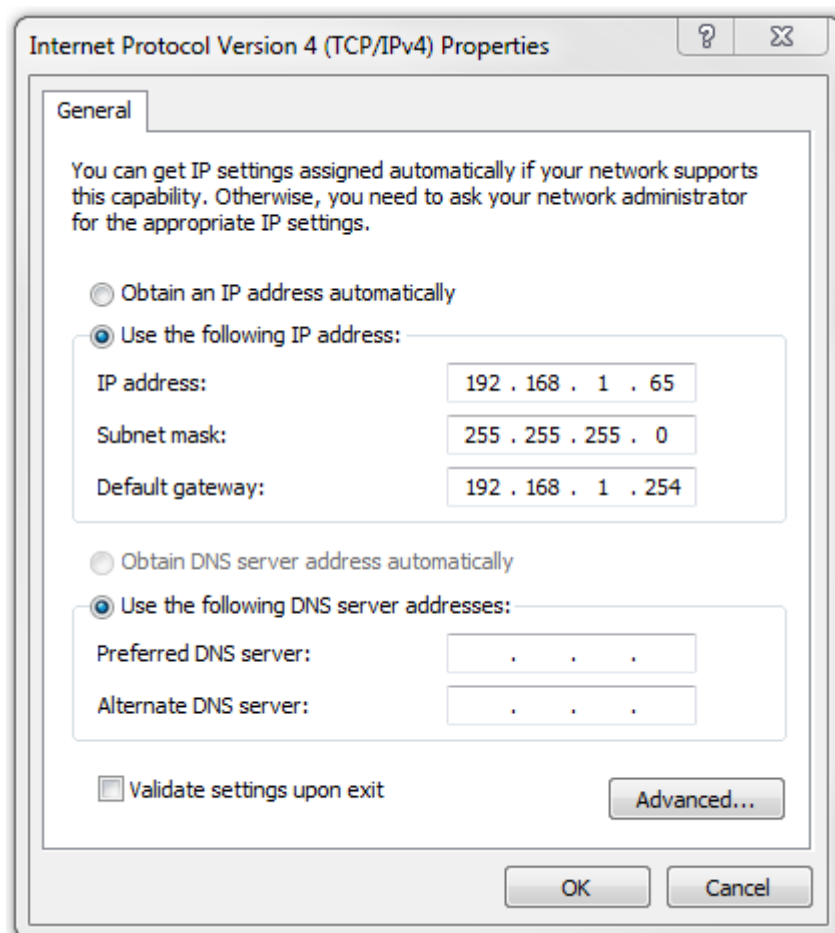 Internet Protocol Version 4 (TCP/IPv4) Properties
General
You can get IP settings assigned automatically if your network supports
this capability. Otherwise, you need to ask your network administrator
for the appropriate IP settings.
Obtain an IP address automatically
Use the following IP address:
IP address: 192 . 168 . 1 . 65
Subnet mask: 255 . 255 . 255 . 0
Default gateway: 192 . 168 . 1 . 254
Obtain DNS server address automatically
Use the following DNS server addresses:
Preferred DNS server: . . .
Alternate DNS server: . . .
Validate settings upon exit
Advanced...
OK Cancel